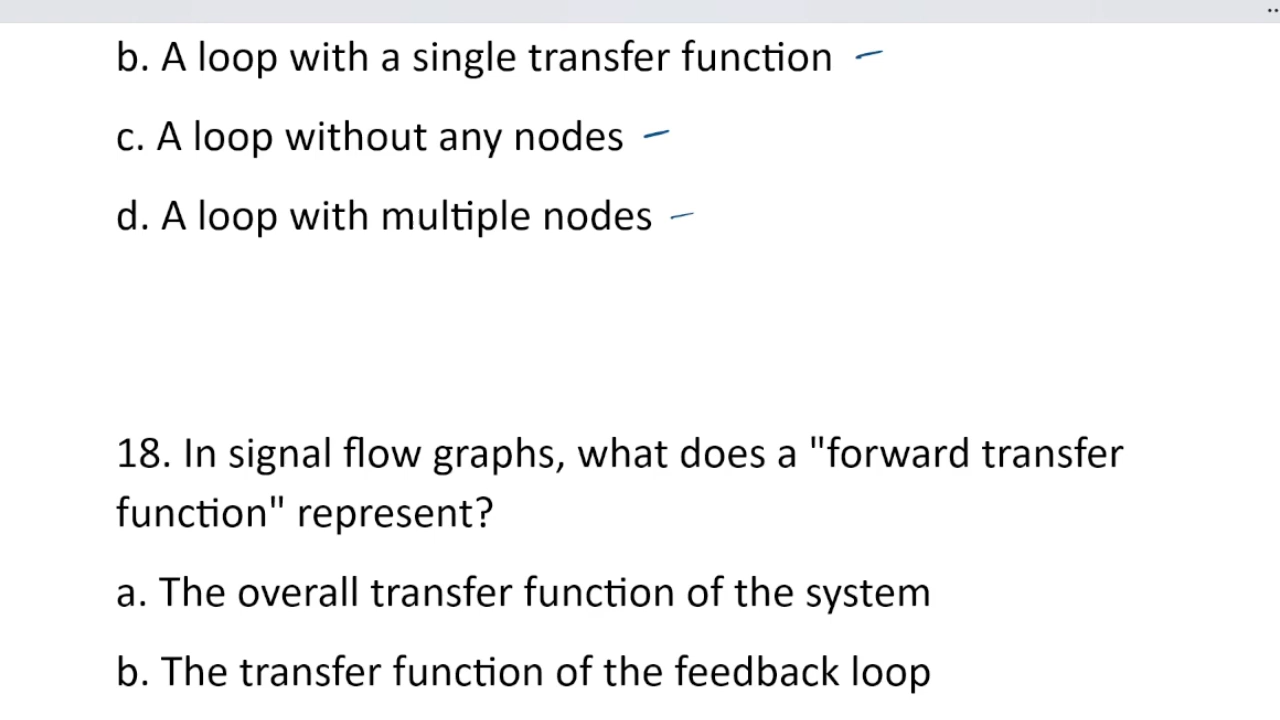 b. A loop with a single transfer function
c. A loop without any nodes
d. A loop with multiple nodes
18. In signal flow graphs, what does a "forward transfer
function" represent?
a. The overall transfer function of the system
b. The transfer function of the feedback loop